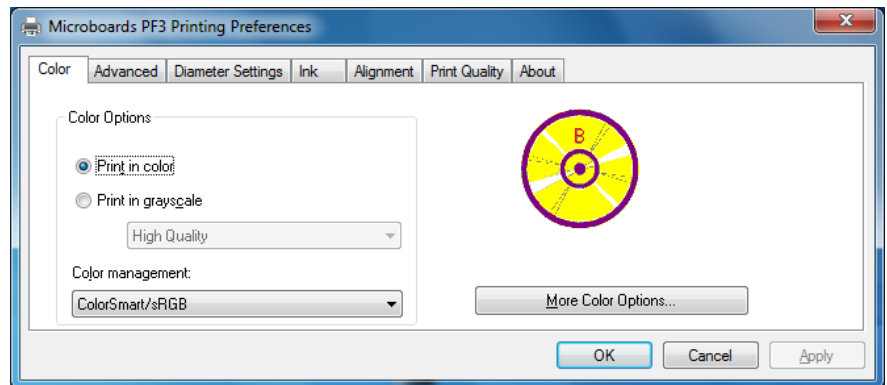 Microboards PF3 Printing Preferences
X
Color Advanced Diameter Settings Ink Alignment Print Quality About
Color Options
B
Print in color
Print in grayscale
High Quality
Color management:
ColorSmart/sRGB
More Color Options...
OK Cancel Apply